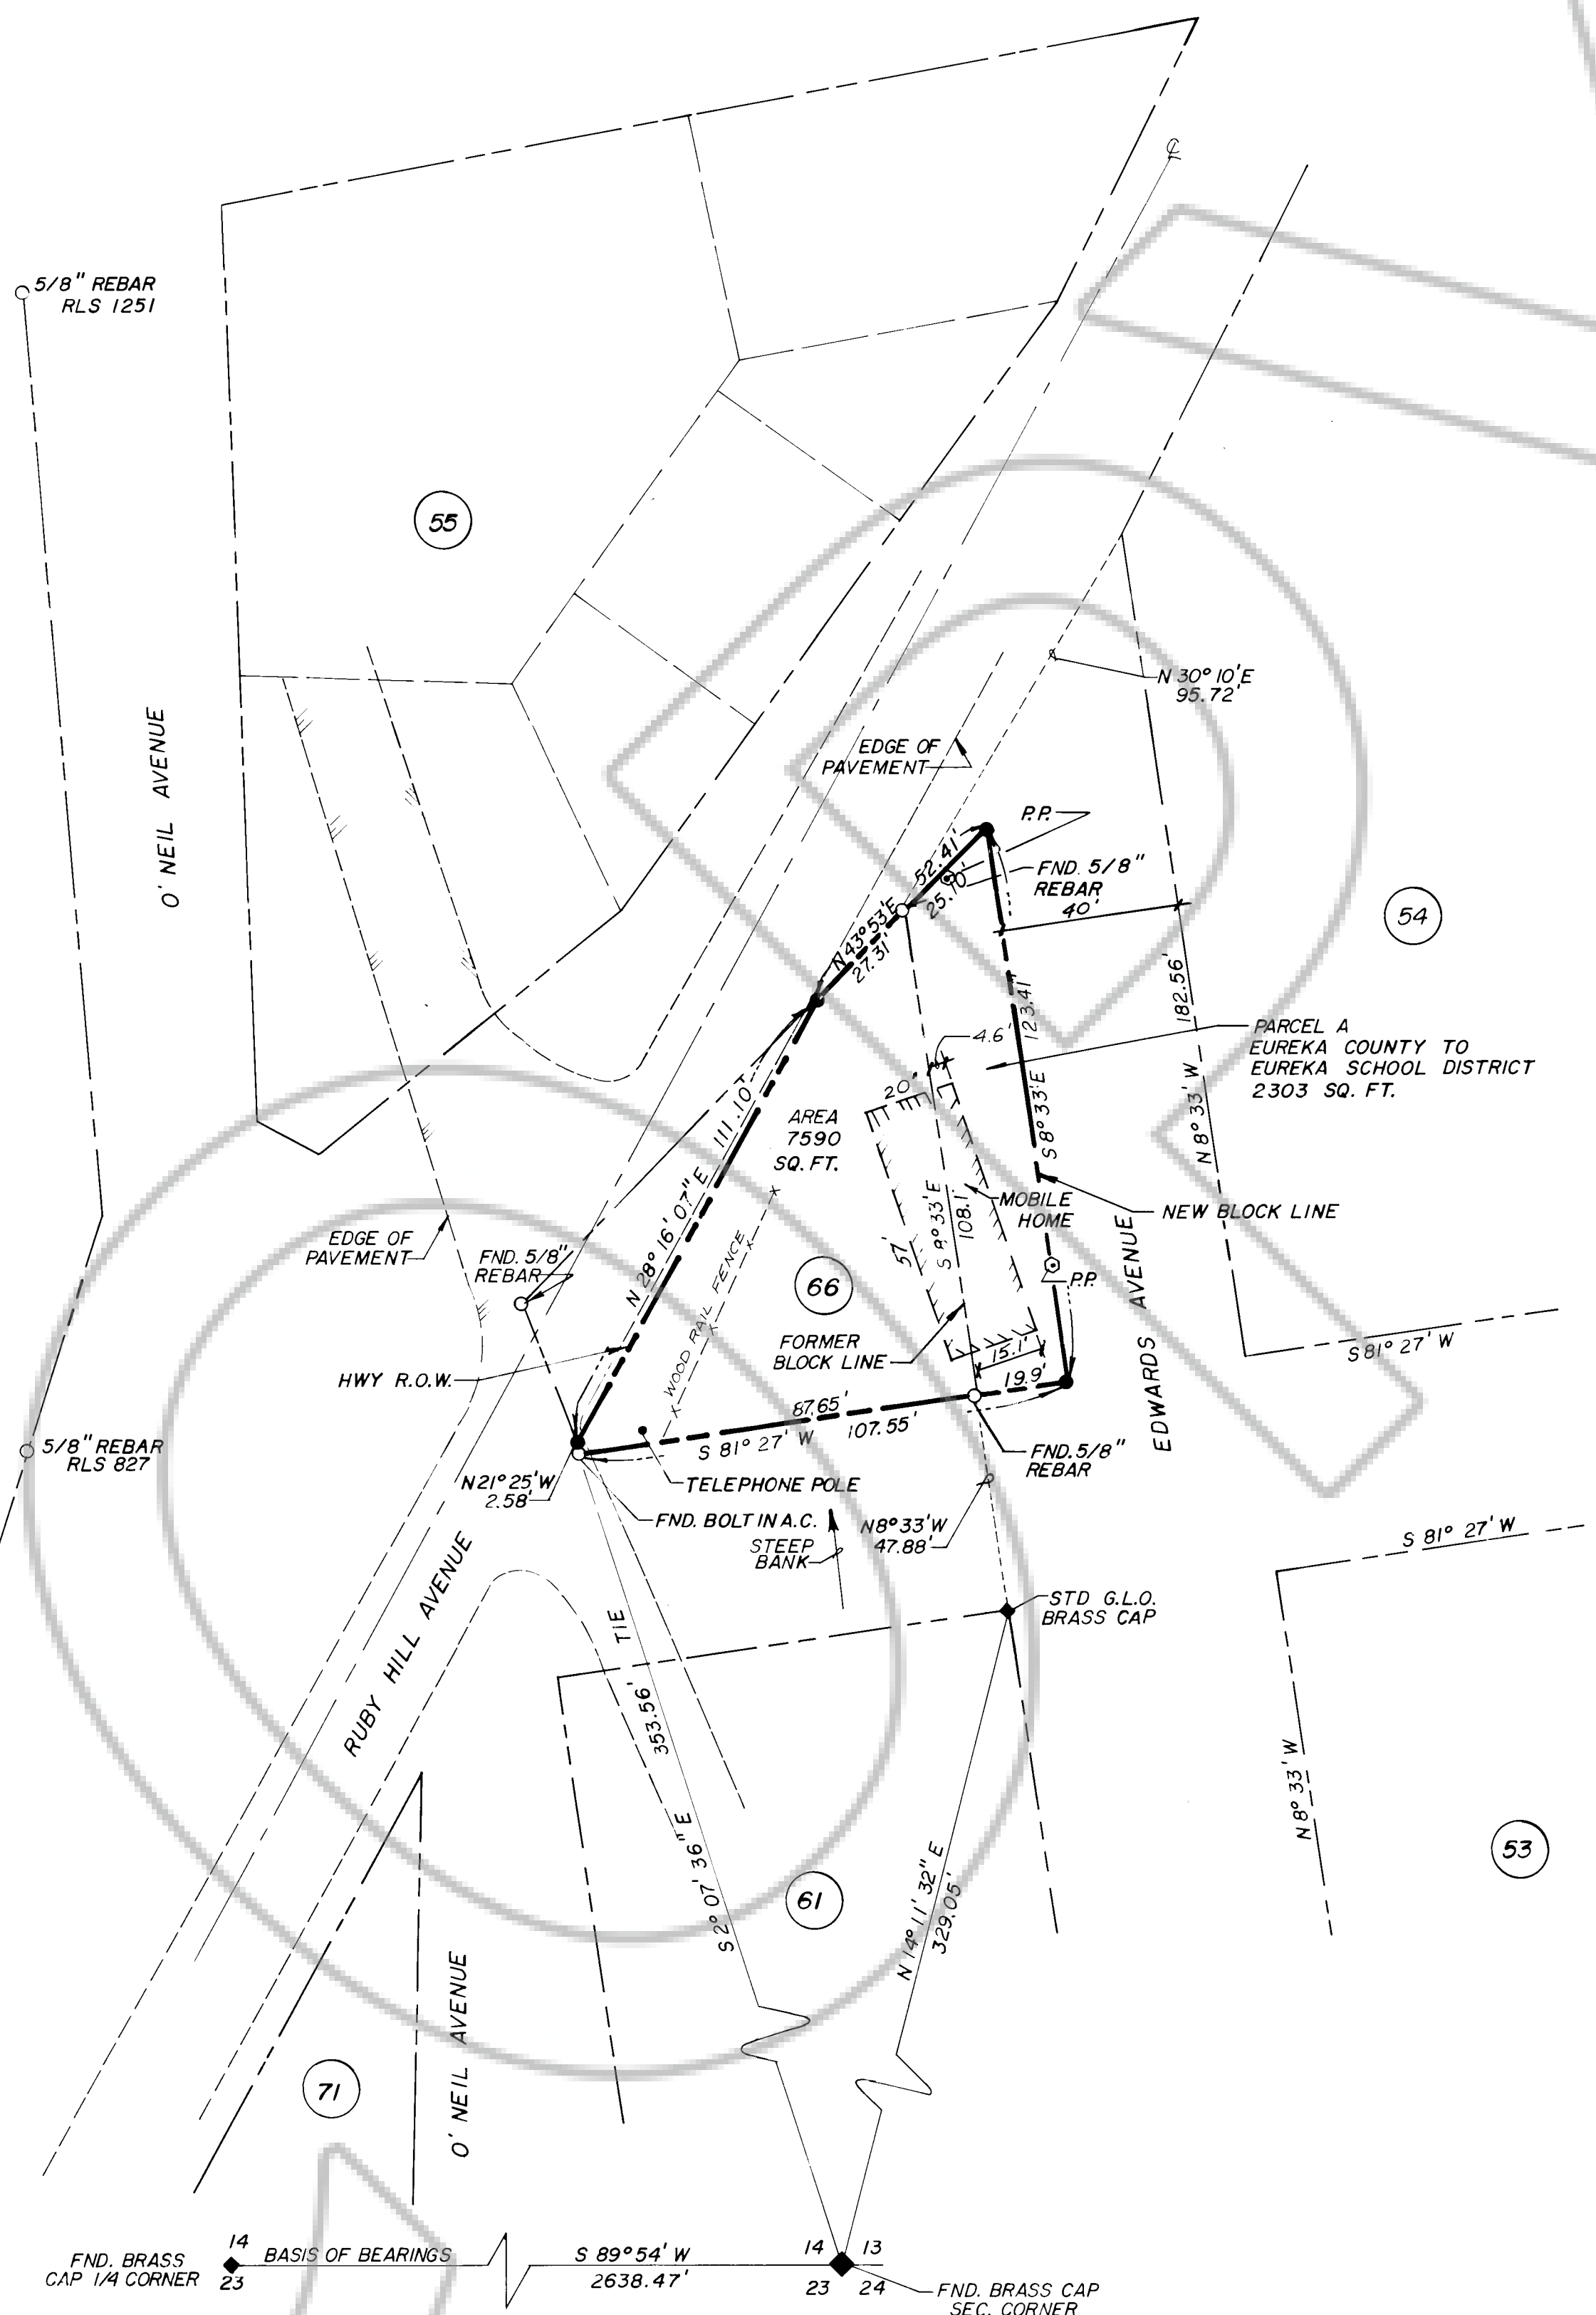 ℄
5/8" REBAR
RLS 1251
55
N 30° 10' E
95.72'
O' NEIL AVENUE
EDGE OF
PAVEMENT
P.P.
52.41'
25.10'
FND. 5/8"
REBAR
40'
54
N 43° 53' E
27.31'
123.41'
S 8° 33' E
182.56'
N 8° 33' W
4.6'
20'
PARCEL A
EUREKA COUNTY TO
EUREKA SCHOOL DISTRICT
2303 SQ. FT.
111.10'
N 28° 16' 07" E
AREA
7590
SQ. FT.
WOOD RAIL FENCE
57'
S 8° 33' E
108.1'
MOBILE
HOME
NEW BLOCK LINE
EDGE OF
PAVEMENT
FND. 5/8"
REBAR
66
P.P.
EDWARDS AVENUE
FORMER
BLOCK LINE
15.1'
19.9'
S 81° 27' W
HWY R.O.W.
87.65'
S 81° 27' W 107.55'
5/8" REBAR
RLS 827
N 21° 25' W
2.58'
TELEPHONE POLE
FND. 5/8"
REBAR
FND. BOLT IN A.C.
STEEP
BANK
N 8° 33' W
47.88'
S 81° 27' W
RUBY HILL AVENUE
TIE
353.56'
S 2° 07' 36" E
STD G.L.O.
BRASS CAP
N 8° 33' W
53
61
N 14° 11' 32" E
329.05'
O' NEIL AVENUE
71
FND. BRASS
CAP 1/4 CORNER
14
23
BASIS OF BEARINGS
S 89° 54' W
2638.47'
14 13
23 24
FND. BRASS CAP
SEC. CORNER